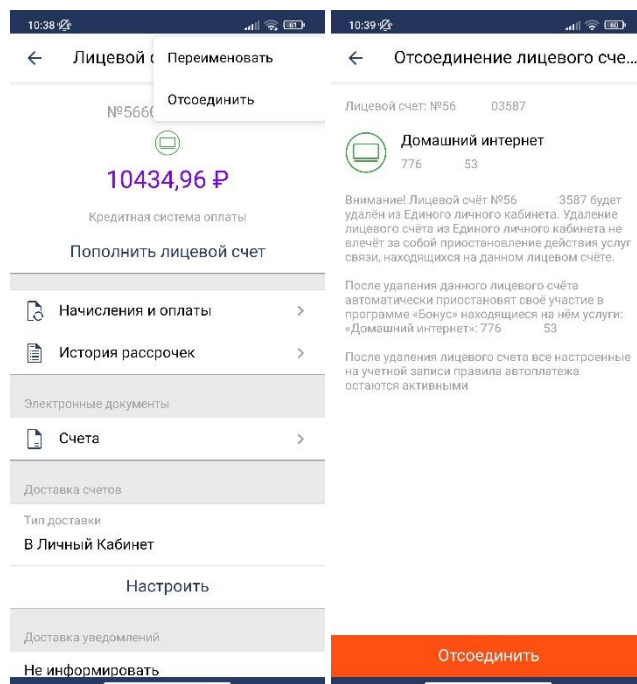 10:38
61
Лицевой
Переименовать
Отсоединить
№566
10434,96 ₽
Кредитная система оплаты
Пополнить лицевой счет
Начисления и оплаты
История рассрочек
Электронные документы
Счета
Доставка счетов
Тип доставки
В Личный Кабинет
Настроить
Доставка уведомлений
Не информировать
10:39
60
Отсоединение лицевого сче...
Лицевой счет: №56 03587
Домашний интернет
776 53
Внимание! Лицевой счёт №56 3587 будет
удалён из Единого личного кабинета. Удаление
лицевого счёта из Единого личного кабинета не
влечёт за собой приостановление действия услуг
связи, находящихся на данном лицевом счёте.
После удаления данного лицевого счёта
автоматически приостановят своё участие в
программе «Бонус» находящиеся на нём услуги:
«Домашний интернет»: 776 53
После удаления лицевого счета все настроенные
на учетной записи правила автоплатежа
остаются активными
Отсоединить